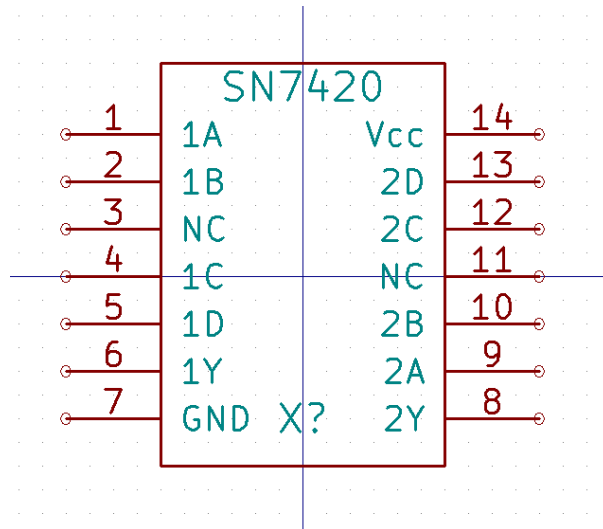 SN7420
1 1A Vcc 14
2 1B 2D 13
3 NC 2C 12
4 1C NC 11
5 1D 2B 10
6 1Y 2A 9
7 GND X? 2Y 8